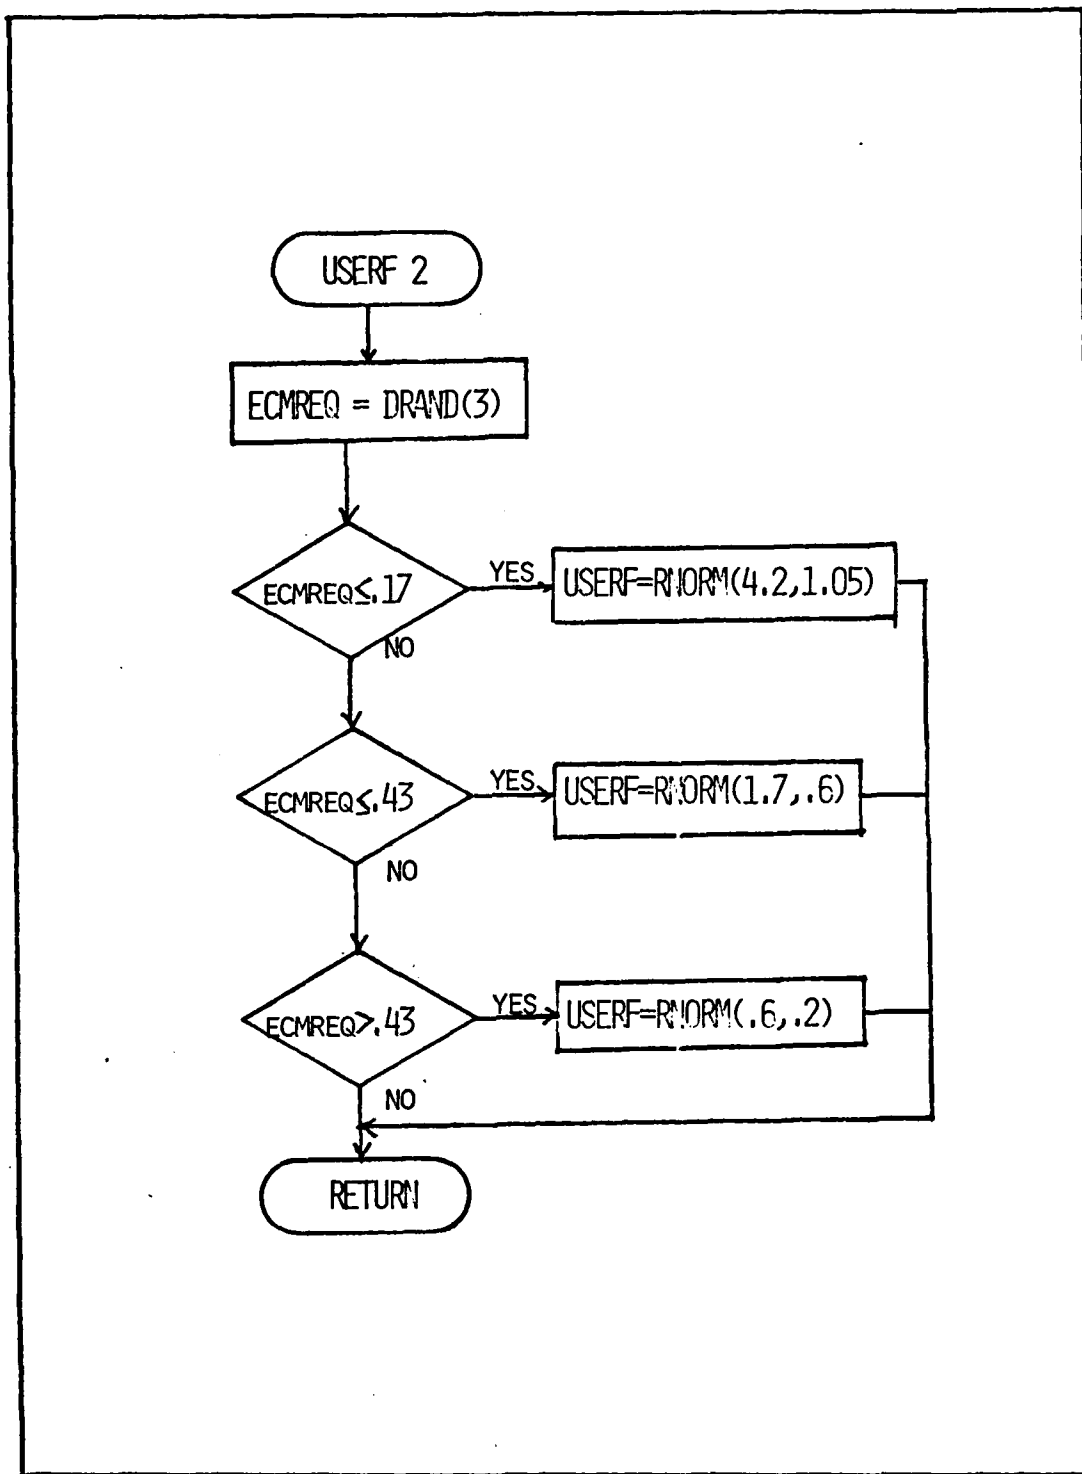 USERF 2
ECMREQ = DRAND(3)
ECMREQ≤.17
YES
USERF=RNORM(4.2,1.05)
NO
ECMREQ≤.43
YES
USERF=RNORM(1.7,.6)
NO
ECMREQ>.43
YES
USERF=RNORM(.6,.2)
NO
RETURN